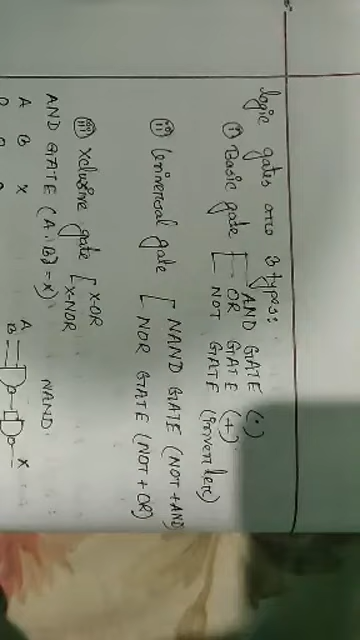 logic gates are 3 types:
AND GATE (·)
(i) Basic gate [ OR GATE (+)
NOT GATE (inverter)
(ii) Universal gate [ NAND GATE (NOT + AND)
NOR GATE (NOT + OR)
(iii) xclusive gate [ X-OR
X-NOR
AND GATE (A.B) = x) NAND.
A B x
A
B
x